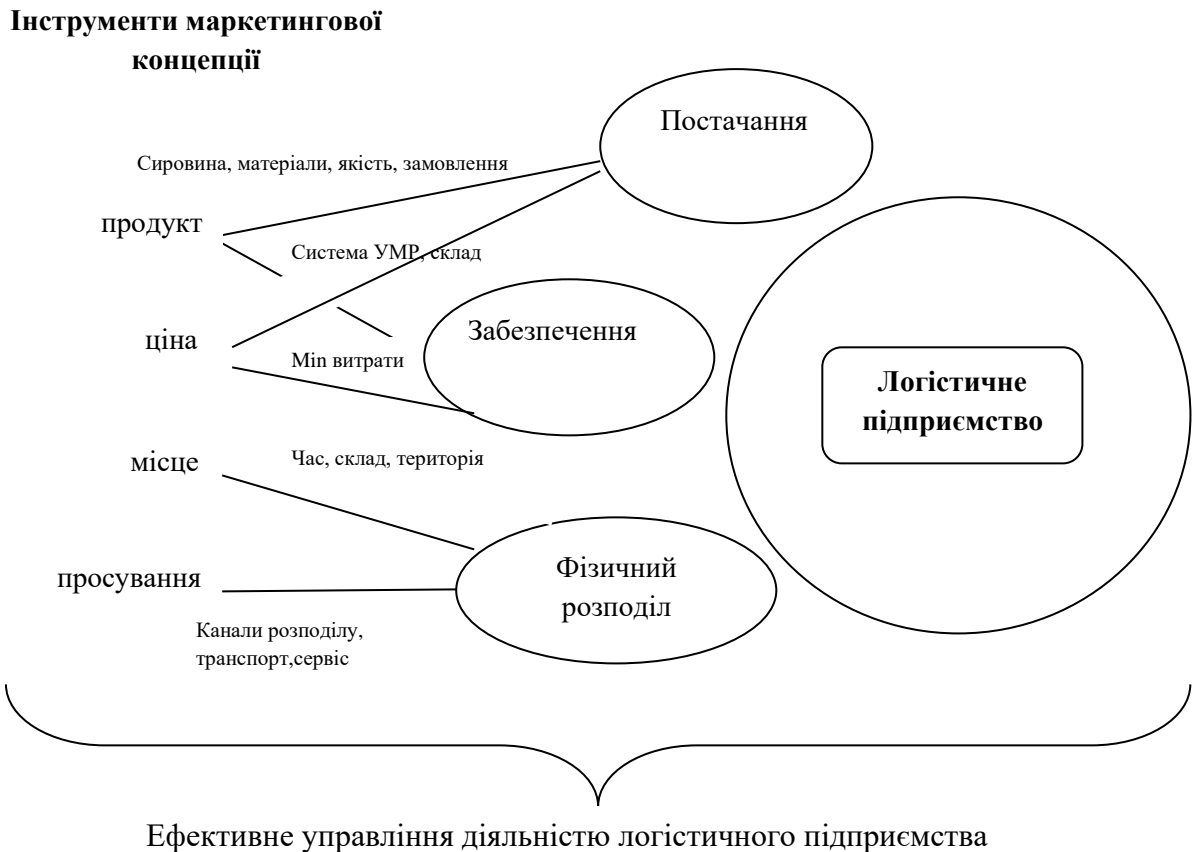 Інструменти маркетингової
концепції
Постачання
Сировина, матеріали, якість, замовлення
продукт
Система УМР, склад
ціна
Забезпечення
Min витрати
Логістичне
підприємство
місце
Час, склад, територія
просування
Фізичний
розподіл
Канали розподілу,
транспорт,сервіс
Ефективне управління діяльністю логістичного підприємства